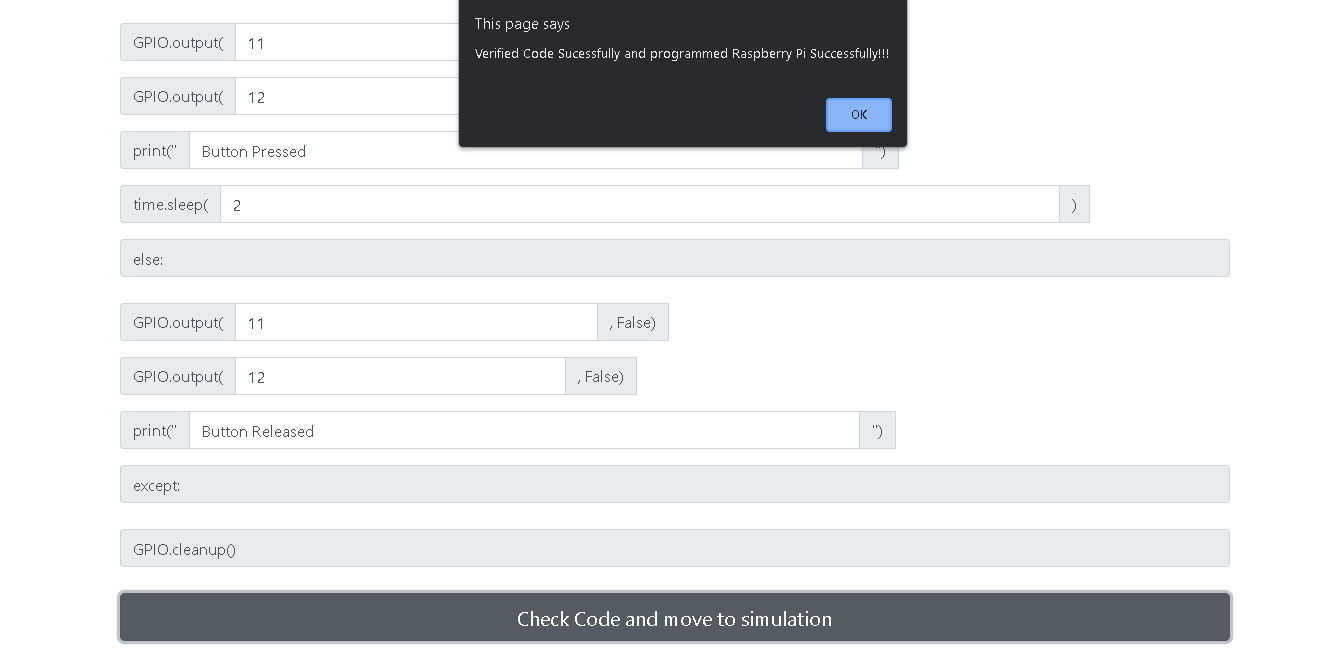 This page says
Verified Code Sucessfully and programmed Raspberry Pi Successfully!!!
OK
GPIO.output( 11
GPIO.output( 12
print(" Button Pressed ")
time.sleep( 2 )
else:
GPIO.output( 11 , False)
GPIO.output( 12 , False)
print(" Button Released ")
except:
GPIO.cleanup()
Check Code and move to simulation